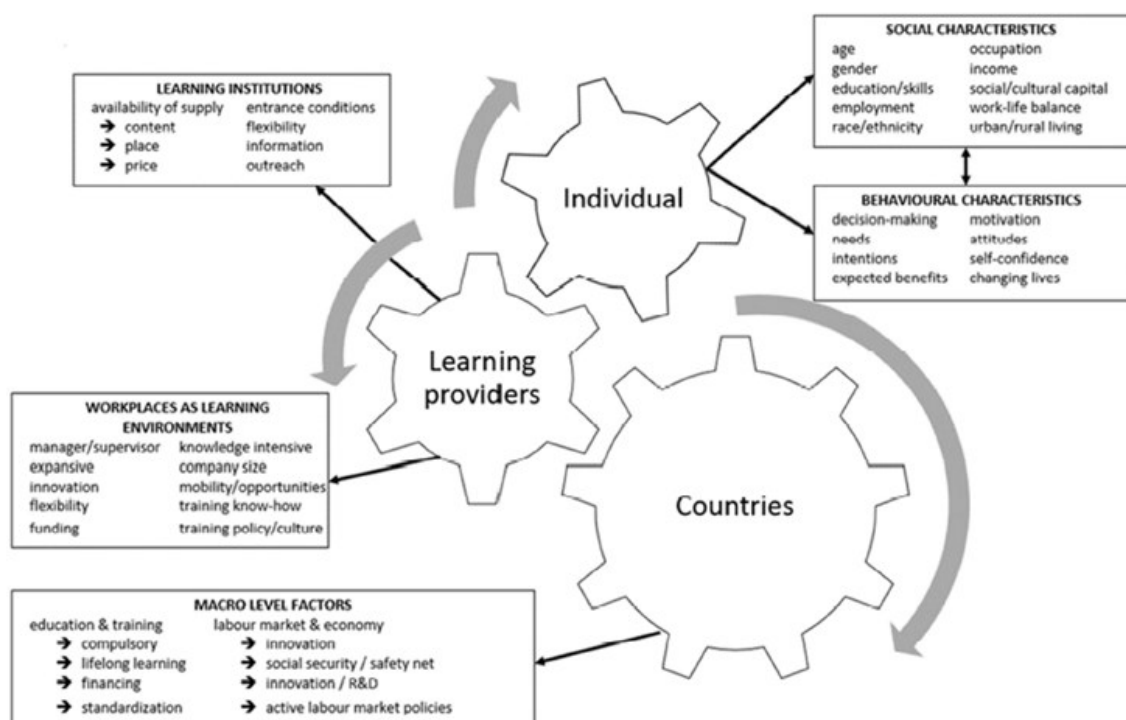 LEARNING INSTITUTIONS
availability of supply entrance conditions
→ content flexibility
→ place information
→ price outreach
SOCIAL CHARACTERISTICS
age occupation
gender income
education/skills social/cultural capital
employment work-life balance
race/ethnicity urban/rural living
Individual
BEHAVIOURAL CHARACTERISTICS
decision-making motivation
needs attitudes
intentions self-confidence
expected benefits changing lives
Learning
providers
WORKPLACES AS LEARNING
ENVIRONMENTS
manager/supervisor knowledge intensive
expansive company size
innovation mobility/opportunities
flexibility training know-how
funding training policy/culture
Countries
MACRO LEVEL FACTORS
education & training labour market & economy
→ compulsory → innovation
→ lifelong learning → social security / safety net
→ financing → innovation / R&D
→ standardization → active labour market policies